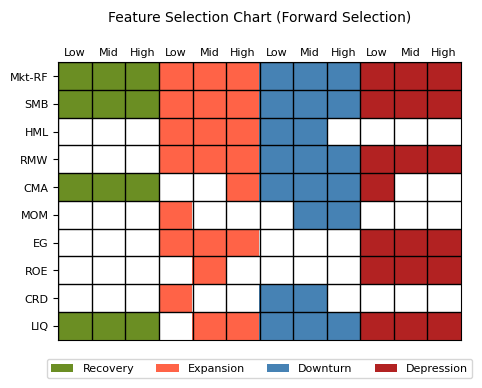 Feature Selection Chart (Forward Selection)
Low Mid High Low Mid High Low Mid High Low Mid High
Mkt-RF
SMB
HML
RMW
CMA
MOM
EG
ROE
CRD
LIQ
Recovery Expansion Downturn Depression